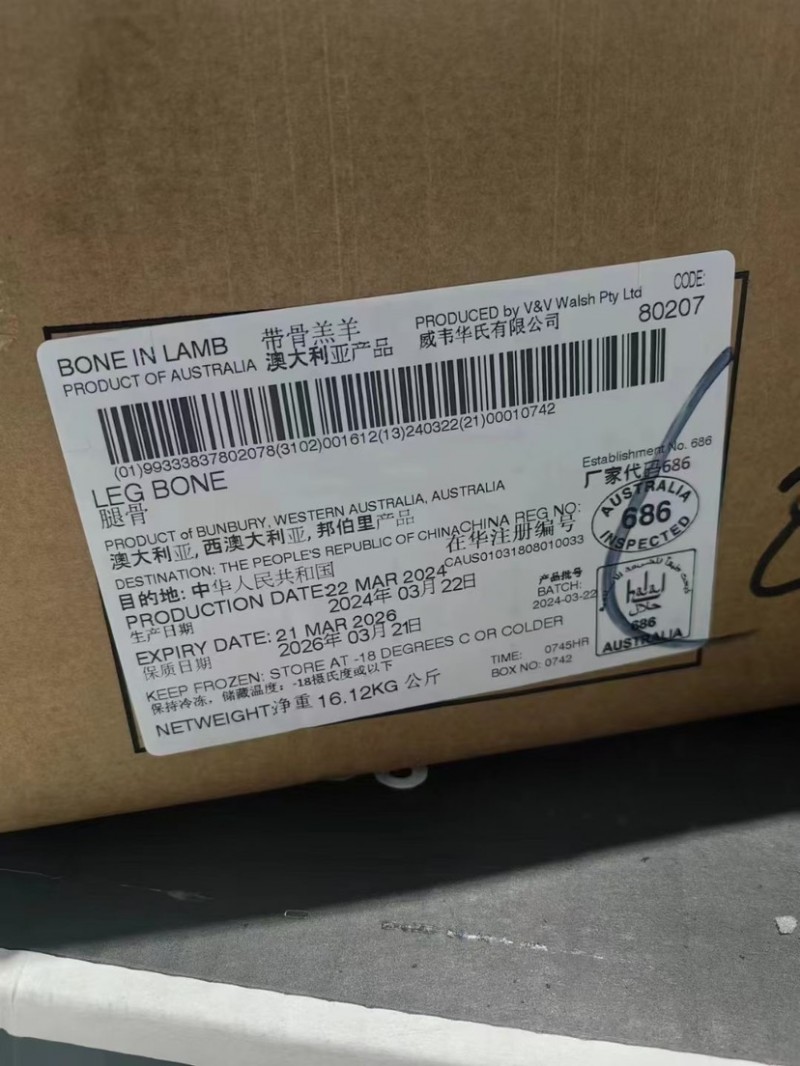 BONE IN LAMB 带骨羔羊
PRODUCT OF AUSTRALIA 澳大利亚产品
PRODUCED by V&V Walsh Pty Ltd
威韦华氏有限公司
CODE:
80207
(01)99333837802078(3102)001612(13)240322(21)00010742
LEG BONE
腿骨
Establishment No. 686
厂家代码686
PRODUCT of BUNBURY, WESTERN AUSTRALIA, AUSTRALIA
澳大利亚, 西澳大利亚, 邦伯里产品
DESTINATION: THE PEOPLE'S REPUBLIC OF CHINA
目的地: 中华人民共和国
CHINA REG NO:
在华注册编号
CAUS01031808010033
PRODUCTION DATE: 22 MAR 2024
生产日期 2024年 03月 22日
EXPIRY DATE: 21 MAR 2026
保质日期 2026年 03月 21日
产品批号
BATCH:
2024-03-22
KEEP FROZEN: STORE AT -18 DEGREES C OR COLDER
保持冷冻, 储藏温度: -18摄氏度或以下
TIME: 0745HR
BOX NO: 0742
NETWEIGHT净重 16.12KG 公斤
AUSTRALIA
686
INSPECTED
halal
حلال
686
AUSTRALIA